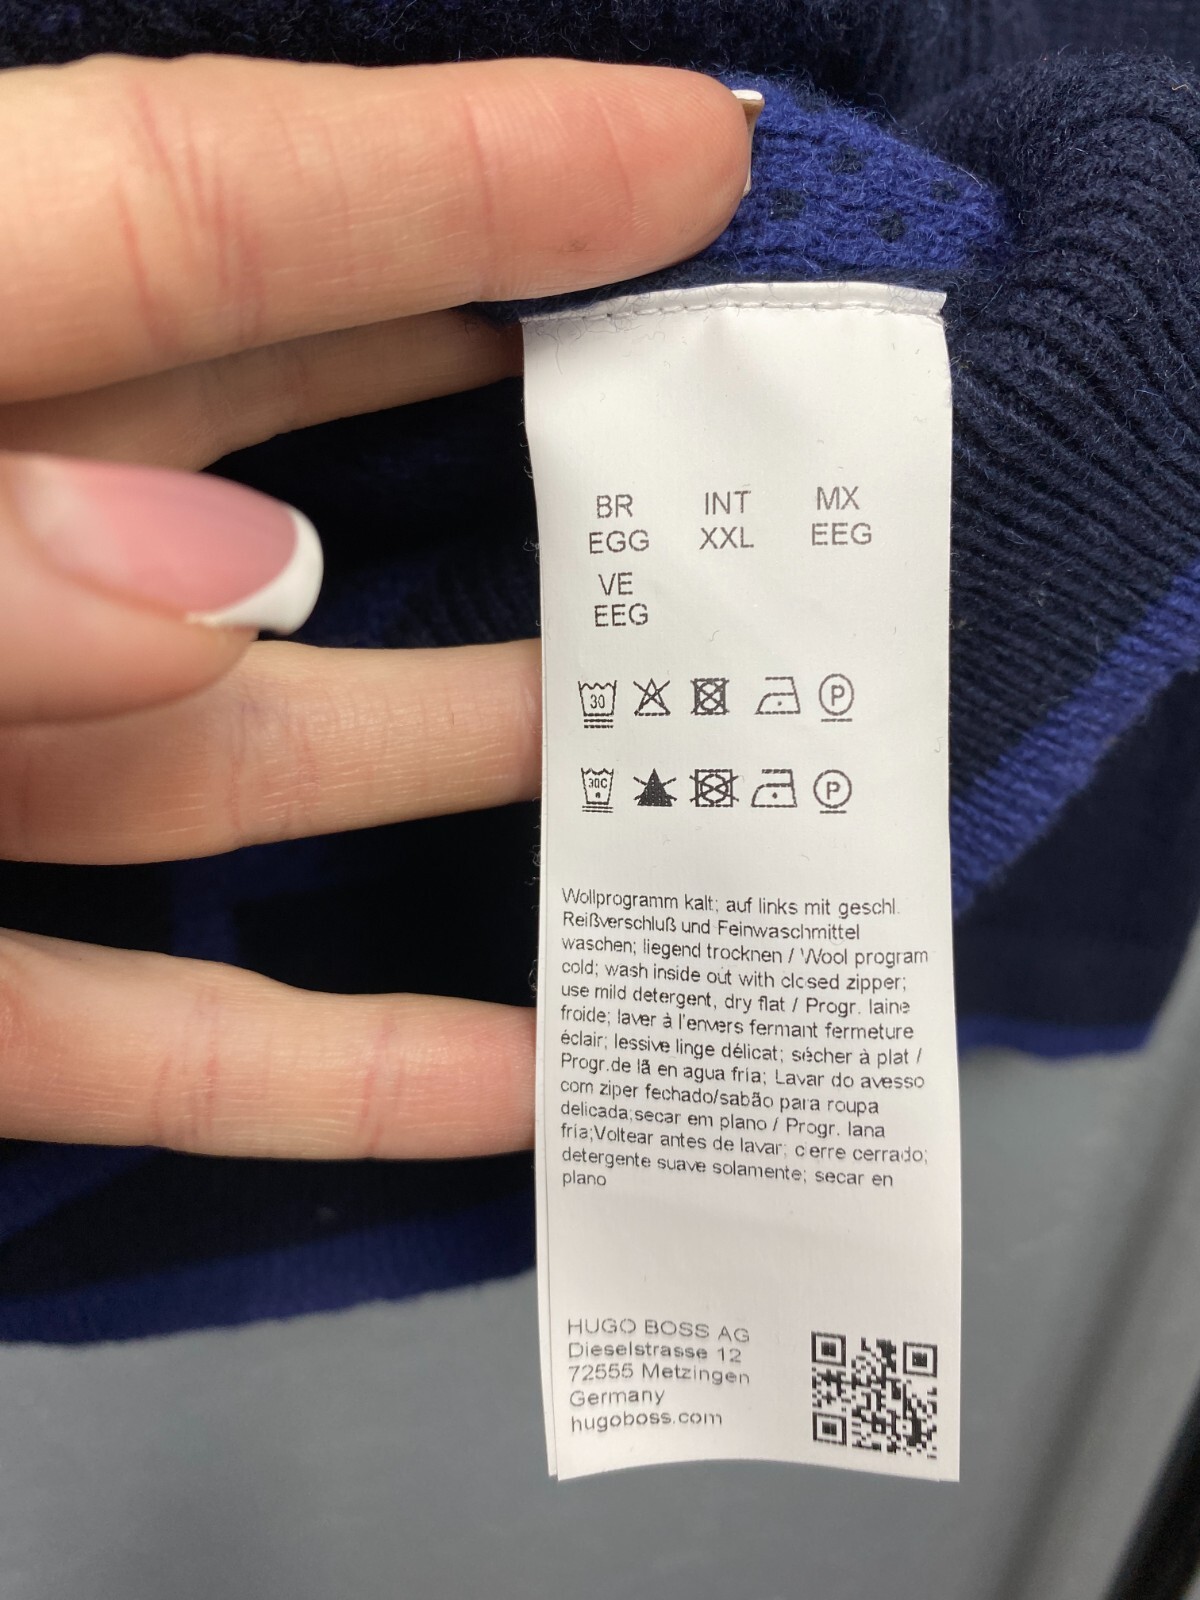 BR INT MX
EGG XXL EEG
VE
EEG
30 P
30C P
Wollprogramm kalt; auf links mit geschl.
Reißverschluß und Feinwaschmittel
waschen; liegend trocknen / Wool program
cold; wash inside out with closed zipper;
use mild detergent, dry flat / Progr. laine
froide; laver à l'envers fermant fermeture
éclair; lessive linge délicat; sécher à plat /
Progr.de lã en agua fria; Lavar do avesso
com ziper fechado/sabão para roupa
delicada;secar em plano / Progr. lana
fria;Voltear antes de lavar; cierre cerrado;
detergente suave solamente; secar en
plano
HUGO BOSS AG
Dieselstrasse 12
72555 Metzingen
Germany
hugoboss.com